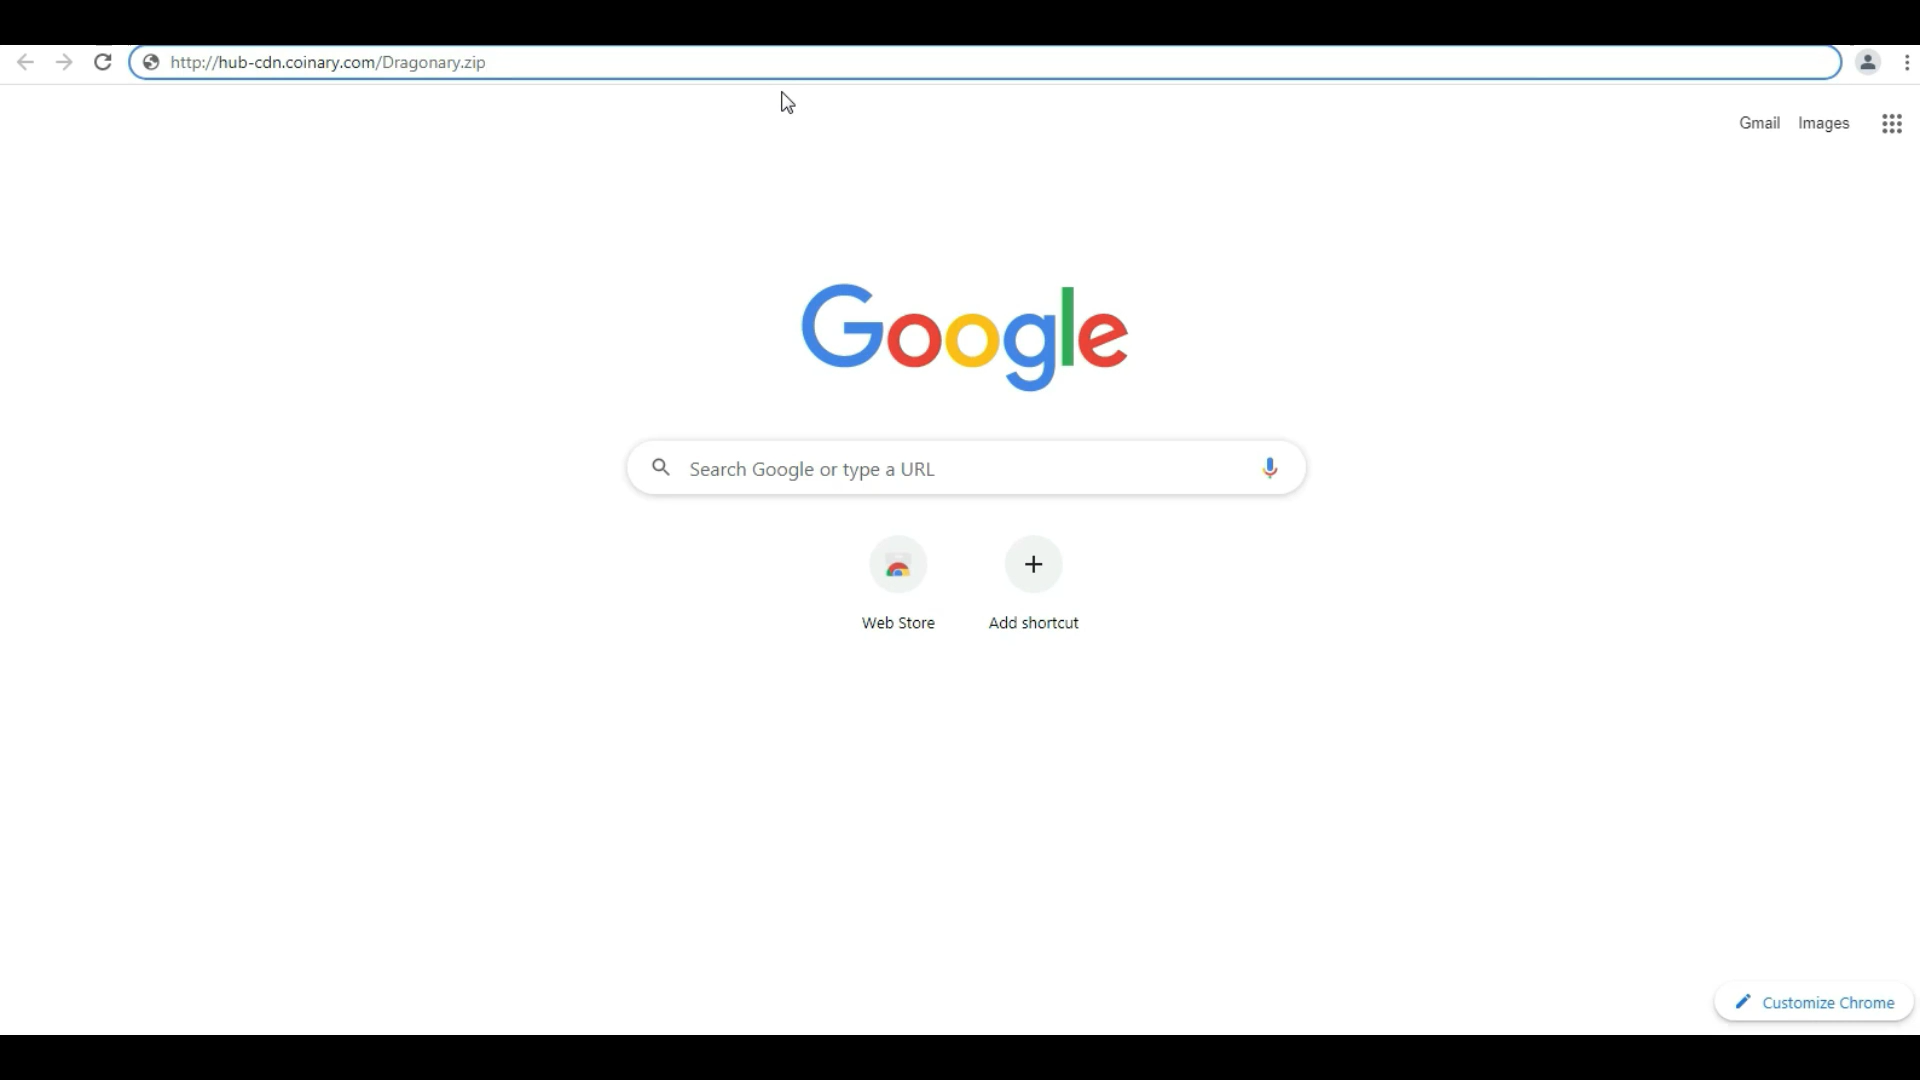 http://hub-cdn.coinary.com/Dragonary.zip
Gmail Images
Google
Search Google or type a URL
Web Store Add shortcut
Customize Chrome